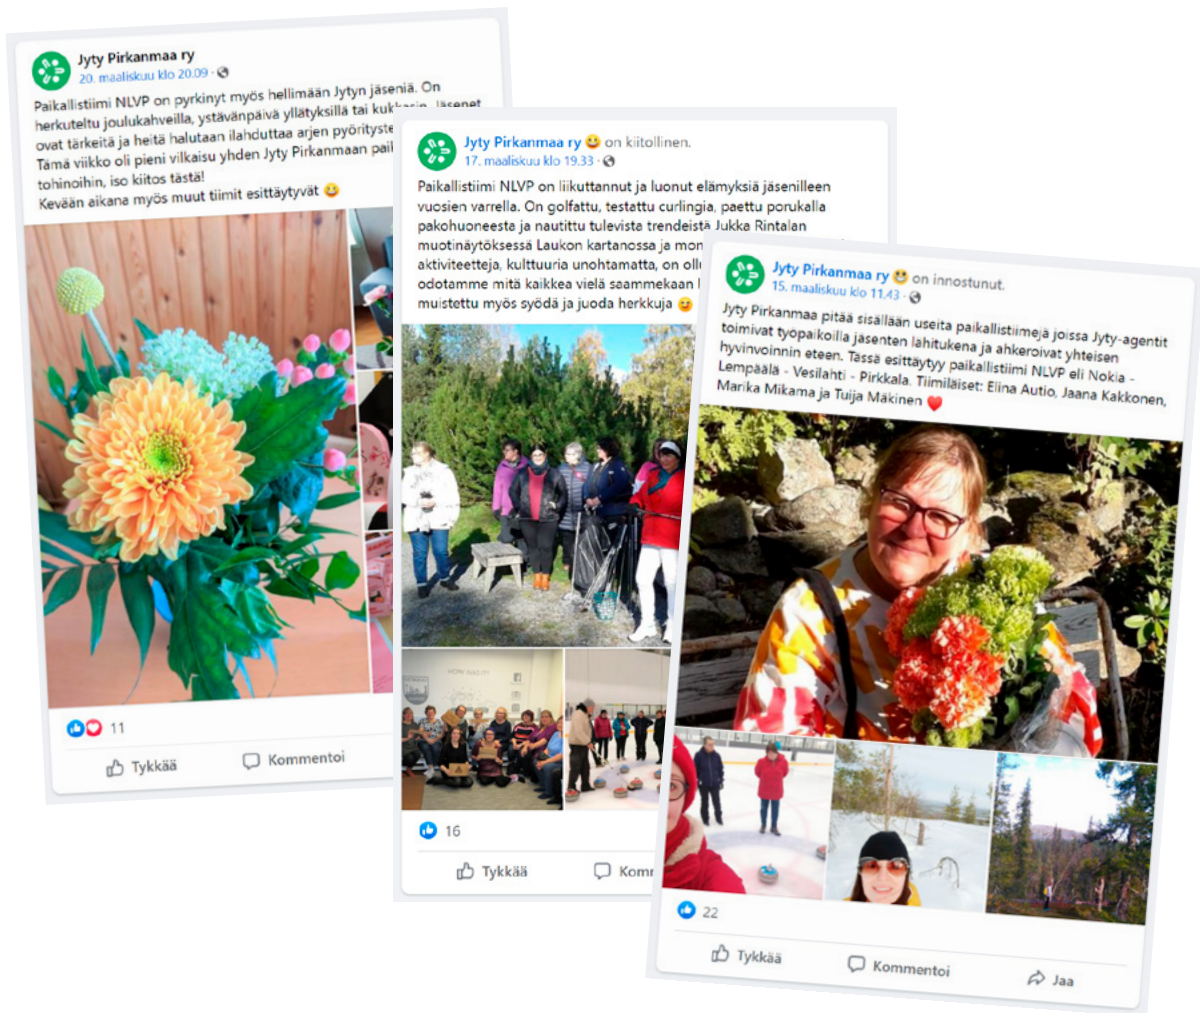 Jyty Pirkanmaa ry
20. maaliskuu klo 20.09 ·
Paikallistiimi NLVP on pyrkinyt myös hellimään Jytyn jäseniä. On
herkuteltu joulukahveilla, ystävänpäivä yllätyksillä tai kukkasin. Jäsenet
ovat tärkeitä ja heitä halutaan ilahduttaa arjen
Tämä viikko oli pieni vilkaisu yhden Jyty Pirkanmaan
tohinoihin, iso kiitos tästä!
Kevään aikana myös muut tiimit esittäytyvät 😀
11
Tykkää
Kommentoi
Jyty Pirkanmaa ry 😀 on kiitollinen.
17. maaliskuu klo 19.33 ·
Paikallistiimi NLVP on liikuttannut ja luonut elämyksiä jäsenilleen
vuosien varrella. On golfattu, testattu curlingia, paettu porukalla
pakohuoneesta ja nautittu tulevista trendeistä Jukka Rintalan
muotinäytöksessä Laukon kartanossa ja
aktiviteetteja, kulttuuria unohtamatta, on
odotamme mitä kaikkea vielä saammekaan
muistettu myös syödä ja juoda herkkuja 😋
16
Tykkää
Jyty Pirkanmaa ry 😀 on innostunut.
15. maaliskuu klo 11.43 ·
Jyty Pirkanmaa pitää sisällään useita paikallistiimejä joissa Jyty-agentit
toimivat työpaikoilla jäsenten lähitukena ja ahkeroivat yhteisen
hyvinvoinnin eteen. Tässä esittäytyy paikallistiimi NLVP eli Nokia -
Lempäälä - Vesilahti - Pirkkala. Tiimiläiset: Elina Autio, Jaana Kakkonen,
Marika Mikama ja Tuija Mäkinen ❤️
22
Tykkää
Kommentoi
Jaa